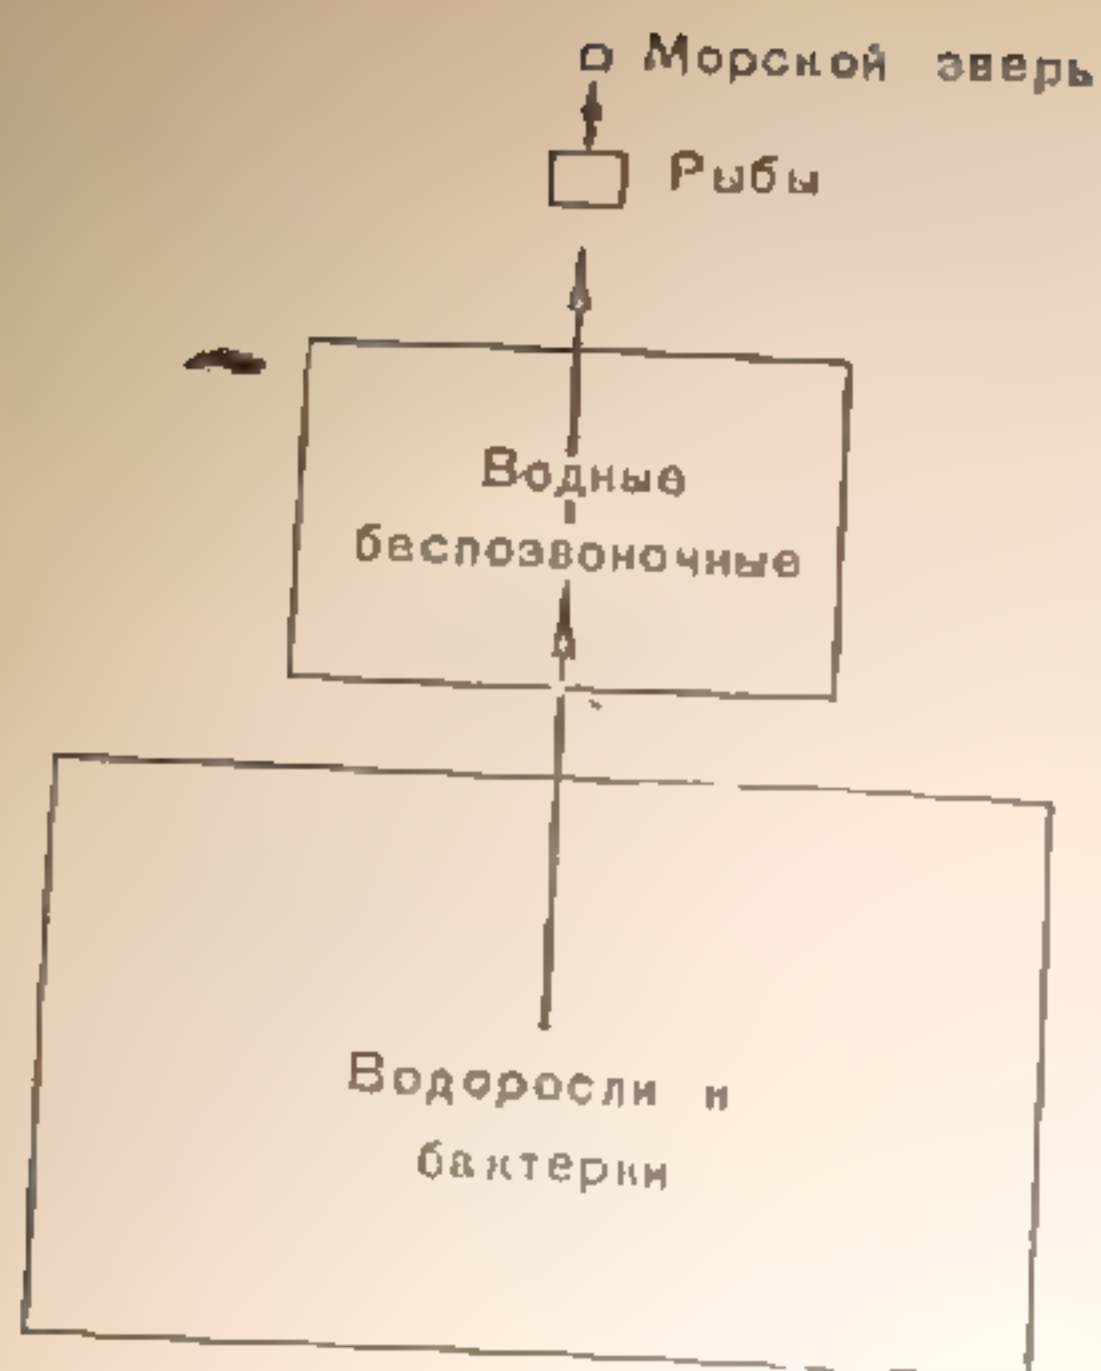 Морской зверь
Рыбы
Водные
беспозвоночные
Водоросли и
бактерии